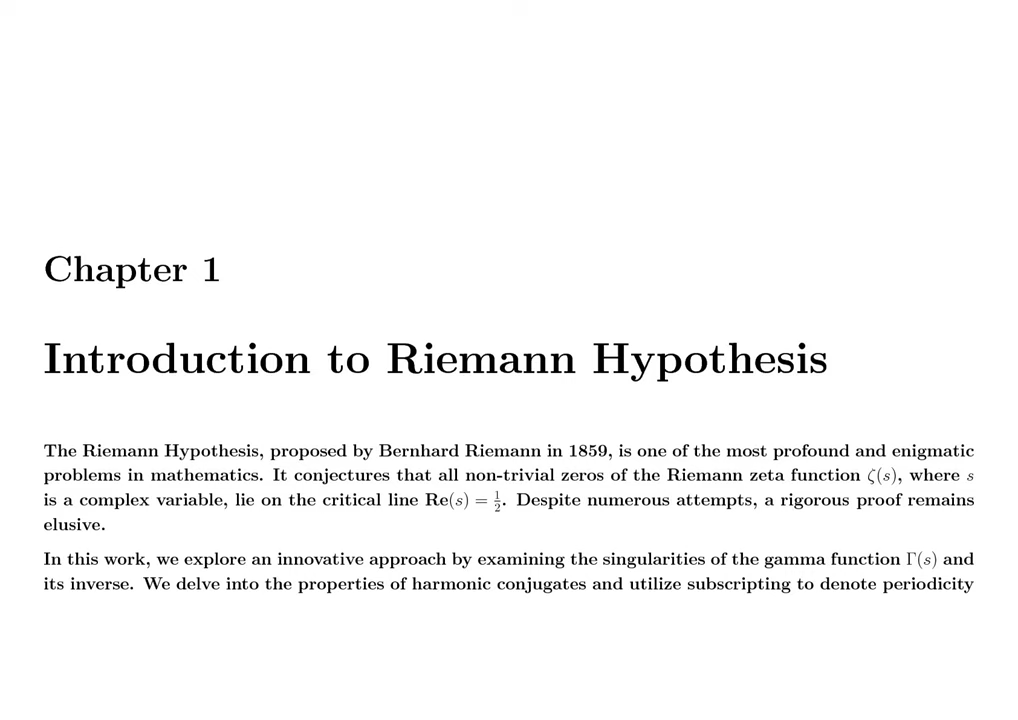 Chapter 1
Introduction to Riemann Hypothesis
The Riemann Hypothesis, proposed by Bernhard Riemann in 1859, is one of the most profound and enigmatic
problems in mathematics. It conjectures that all non-trivial zeros of the Riemann zeta function ζ(s), where s
is a complex variable, lie on the critical line Re(s) = 1/2. Despite numerous attempts, a rigorous proof remains
elusive.
In this work, we explore an innovative approach by examining the singularities of the gamma function Γ(s) and
its inverse. We delve into the properties of harmonic conjugates and utilize subscripting to denote periodicity